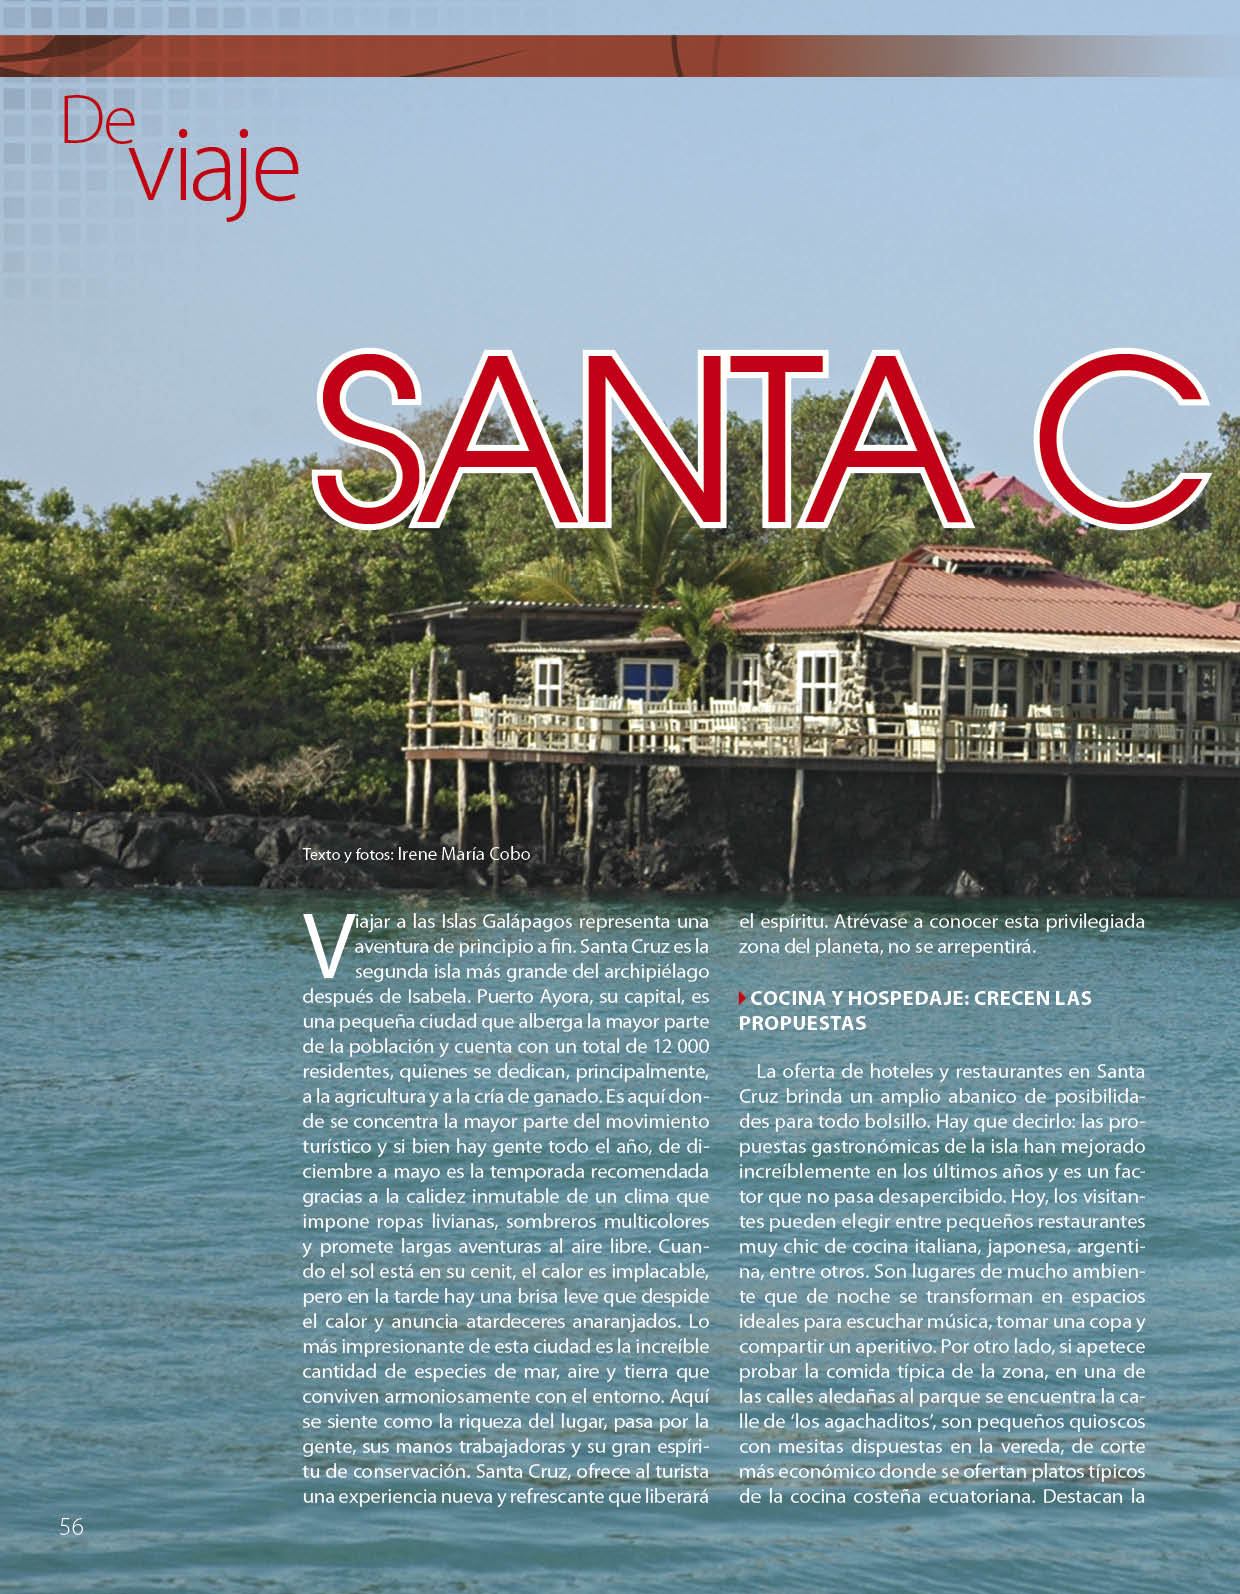 De
viaje
SANTA C
Texto y fotos: Irene María Cobo
Viajar a las Islas Galápagos representa una
aventura de principio a fin. Santa Cruz es la
segunda isla más grande del archipiélago
después de Isabela. Puerto Ayora, su capital, es
una pequeña ciudad que alberga la mayor parte
de la población y cuenta con un total de 12 000
residentes, quienes se dedican, principalmente,
a la agricultura y a la cría de ganado. Es aquí don-
de se concentra la mayor parte del movimiento
turístico y si bien hay gente todo el año, de di-
ciembre a mayo es la temporada recomendada
gracias a la calidez inmutable de un clima que
impone ropas livianas, sombreros multicolores
y promete largas aventuras al aire libre. Cuan-
do el sol está en su cenit, el calor es implacable,
pero en la tarde hay una brisa leve que despide
el calor y anuncia atardeceres anaranjados. Lo
más impresionante de esta ciudad es la increíble
cantidad de especies de mar, aire y tierra que
conviven armoniosamente con el entorno. Aquí
se siente como la riqueza del lugar, pasa por la
gente, sus manos trabajadoras y su gran espíri-
tu de conservación. Santa Cruz, ofrece al turista
una experiencia nueva y refrescante que liberará
el espíritu. Atrévase a conocer esta privilegiada
zona del planeta, no se arrepentirá.
COCINA Y HOSPEDAJE: CRECEN LAS
PROPUESTAS
La oferta de hoteles y restaurantes en Santa
Cruz brinda un amplio abanico de posibilida-
des para todo bolsillo. Hay que decirlo: las pro-
puestas gastronómicas de la isla han mejorado
increíblemente en los últimos años y es un fac-
tor que no pasa desapercibido. Hoy, los visitan-
tes pueden elegir entre pequeños restaurantes
muy chic de cocina italiana, japonesa, argenti-
na, entre otros. Son lugares de mucho ambien-
te que de noche se transforman en espacios
ideales para escuchar música, tomar una copa y
compartir un aperitivo. Por otro lado, si apetece
probar la comida típica de la zona, en una de
las calles aledañas al parque se encuentra la ca-
lle de ‘los agachaditos’, son pequeños quioscos
con mesitas dispuestas en la vereda, de corte
más económico donde se ofertan platos típicos
de la cocina costeña ecuatoriana. Destacan la
56